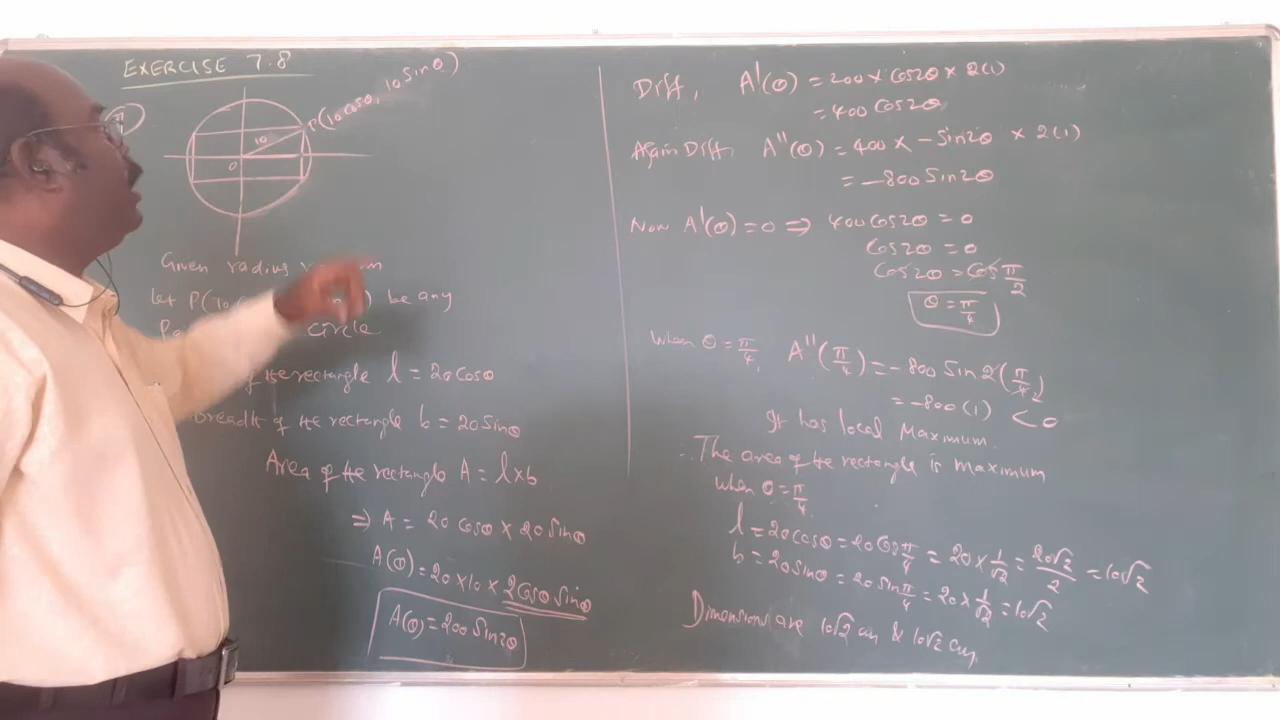 EXERCISE 7.8
P(10cosθ, 10sinθ)
10
0
Given radius
let P(10 ) be any
circle
of the rectangle l = 20cosθ
breadth of the rectangle b = 20sinθ
Area of the rectangle A = l×b
⇒ A = 20cosθ × 20sinθ
A(θ) = 20×10× 2cosθ sinθ
A(θ) = 200 sin2θ
Diff, A'(θ) = 200 × cos2θ × 2(1)
= 400 cos2θ
Again Diff. A''(θ) = 400 × -sin2θ × 2(1)
= -800 sin2θ
Now A'(θ) = 0 ⇒ 400cos2θ = 0
cos2θ = 0
cos2θ = cos π/2
θ = π/4
When θ = π/4, A''(π/4) = -800 sin2(π/4)
= -800(1) < 0
It has local maximum.
∴ The area of the rectangle is maximum
when θ = π/4
l = 20cosθ = 20cos π/4 = 20 × 1/√2 = 20√2/2 = 10√2
b = 20sinθ = 20sin π/4 = 20 × 1/√2 = 10√2
Dimensions are 10√2 cm & 10√2 cm.